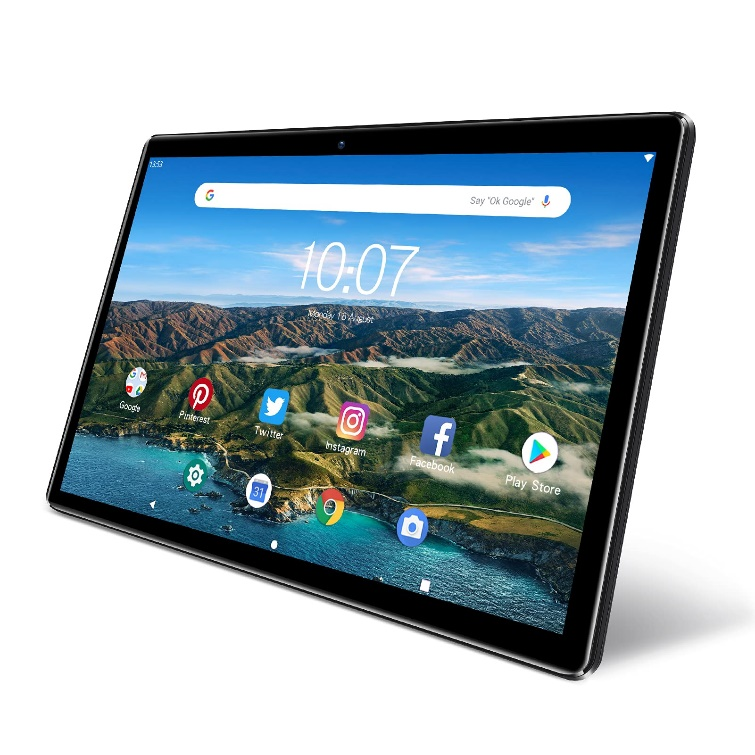 13:53
Say "Ok Google"
10:07
Monday 16 August
Google
Pinterest
Twitter
Instagram
Facebook
Play Store
31